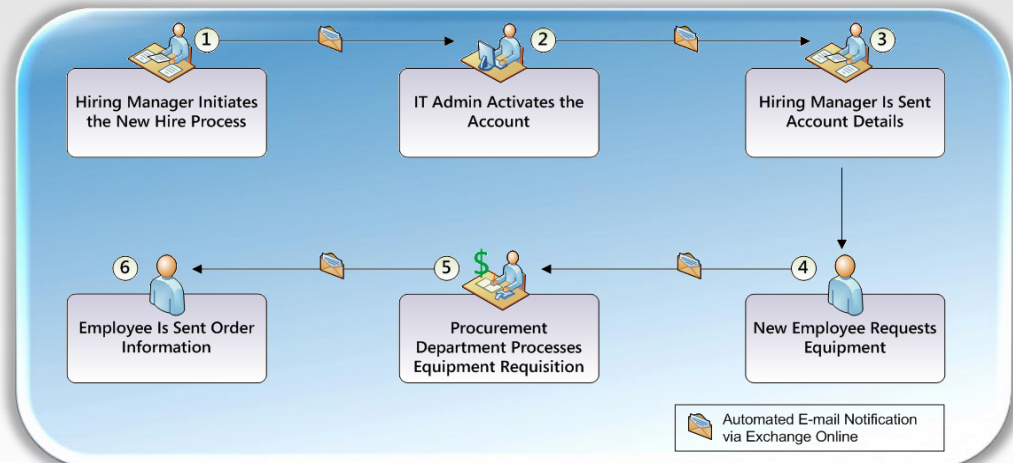 1
2
3
Hiring Manager Initiates
the New Hire Process
IT Admin Activates the
Account
Hiring Manager Is Sent
Account Details
6
$
5
4
Employee Is Sent Order
Information
Procurement
Department Processes
Equipment Requisition
New Employee Requests
Equipment
Automated E-mail Notification
via Exchange Online